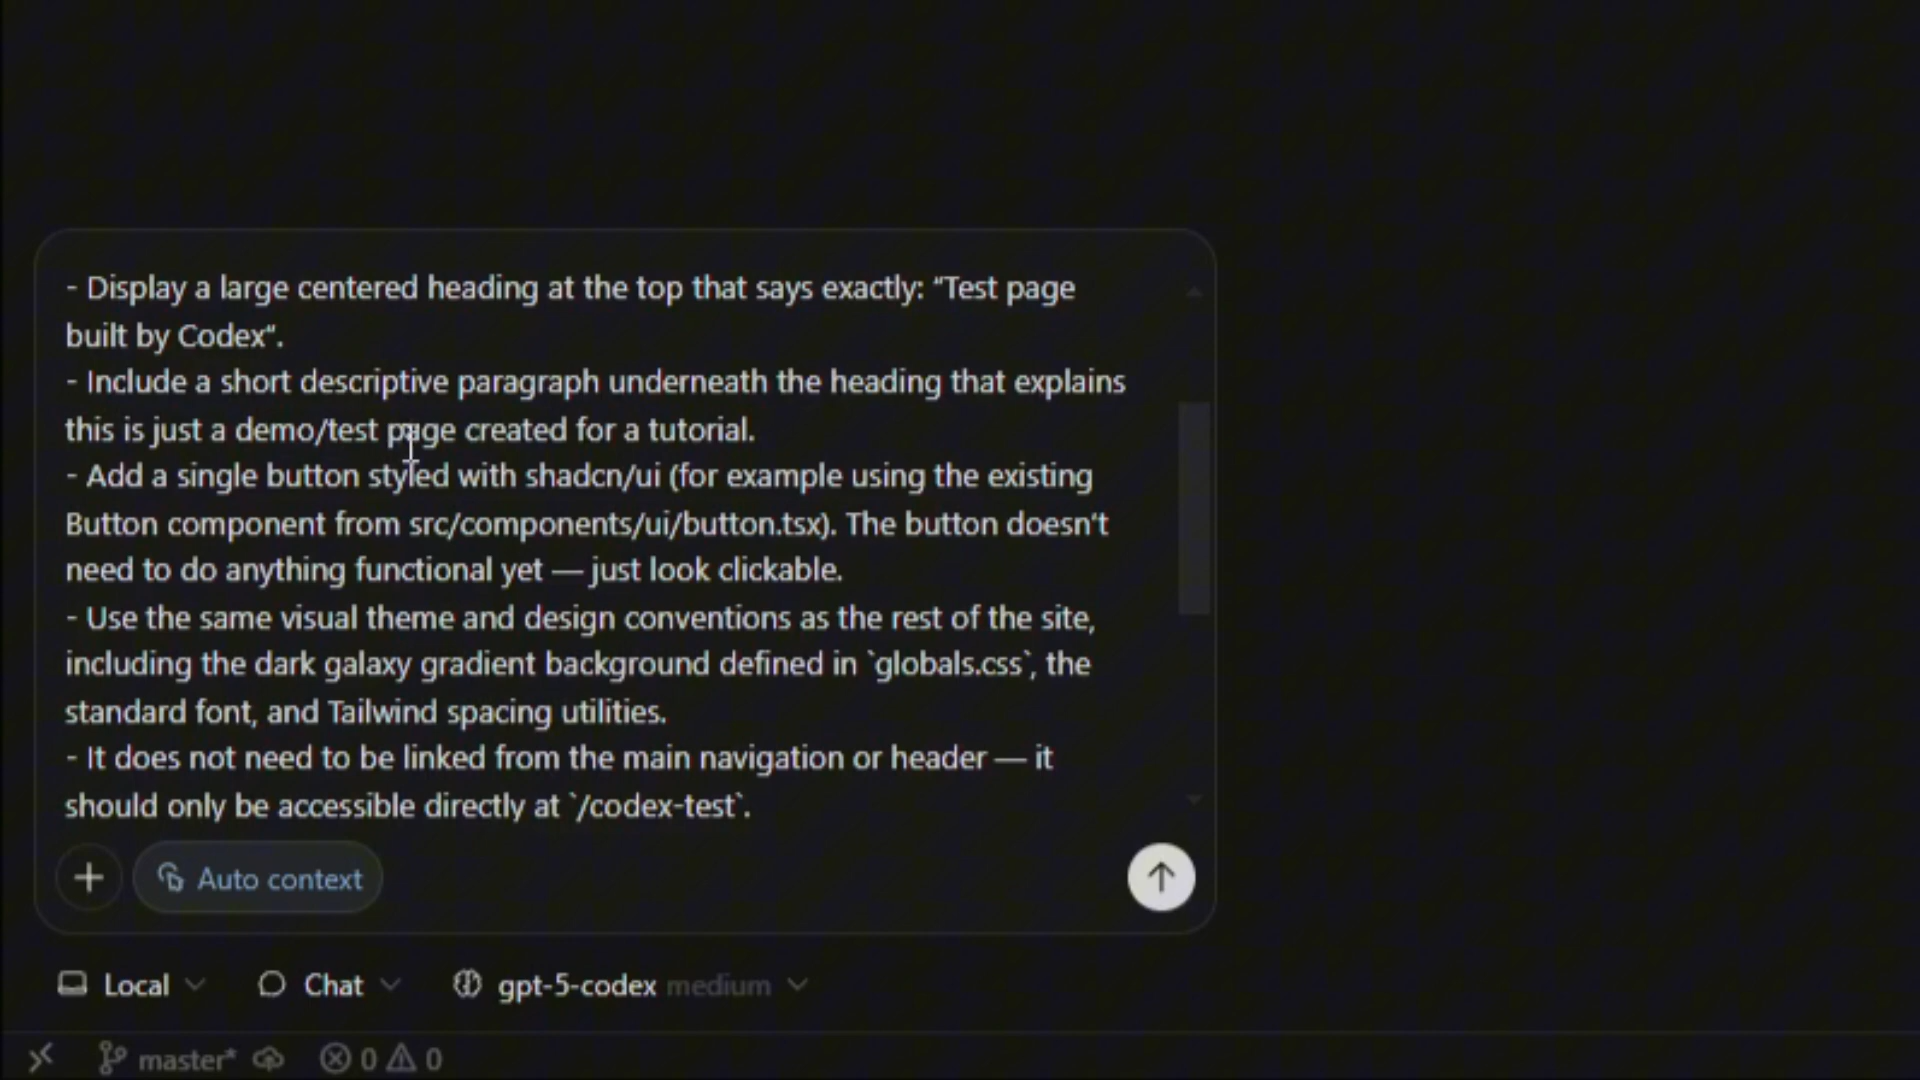 - Display a large centered heading at the top that says exactly: “Test page
built by Codex”.
- Include a short descriptive paragraph underneath the heading that explains
this is just a demo/test page created for a tutorial.
- Add a single button styled with shadcn/ui (for example using the existing
Button component from src/components/ui/button.tsx). The button doesn’t
need to do anything functional yet — just look clickable.
- Use the same visual theme and design conventions as the rest of the site,
including the dark galaxy gradient background defined in `globals.css`, the
standard font, and Tailwind spacing utilities.
- It does not need to be linked from the main navigation or header — it
should only be accessible directly at `/codex-test`.
Auto context
Local Chat gpt-5-codex medium
master* 0 0